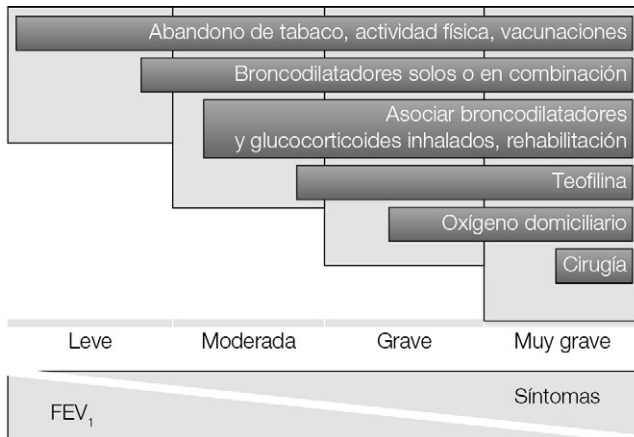 Abandono de tabaco, actividad física, vacunaciones
Broncodilatadores solos o en combinación
Asociar broncodilatadores
y glucocorticoides inhalados, rehabilitación
Teofilina
Oxígeno domiciliario
Cirugía
Leve Moderada Grave Muy grave
Síntomas
FEV₁